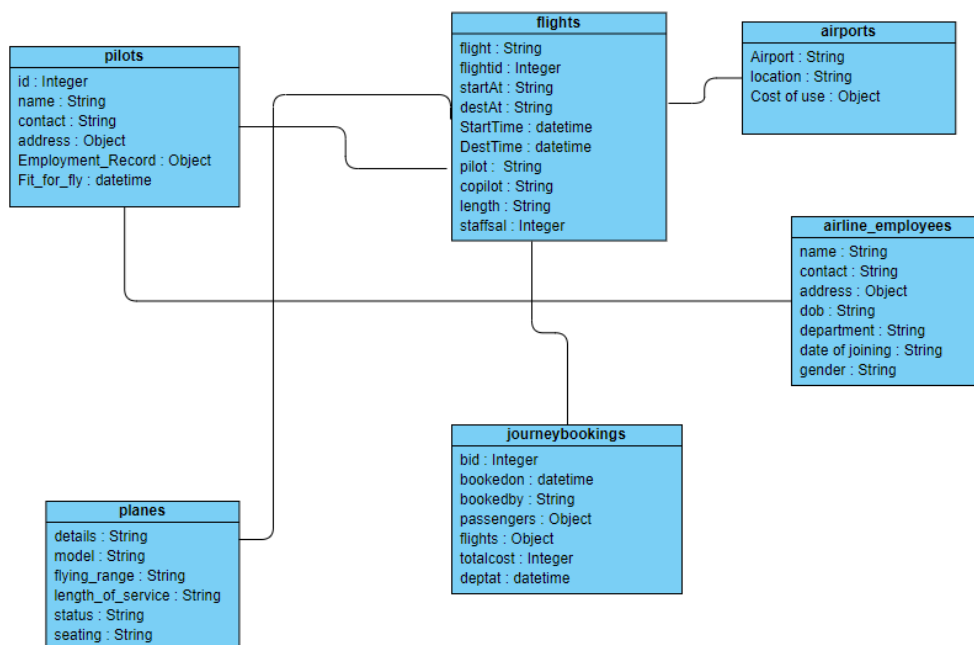 pilots
id : Integer
name : String
contact : String
address : Object
Employment_Record : Object
Fit_for_fly : datetime
flights
flight : String
flightid : Integer
startAt : String
destAt : String
StartTime : datetime
DestTime : datetime
pilot : String
copilot : String
length : String
staffsal : Integer
airports
Airport : String
location : String
Cost of use : Object
airline_employees
name : String
contact : String
address : Object
dob : String
department : String
date of joining : String
gender : String
journeybookings
bid : Integer
bookedon : datetime
bookedby : String
passengers : Object
flights : Object
totalcost : Integer
deptat : datetime
planes
details : String
model : String
flying_range : String
length_of_service : String
status : String
seating : String